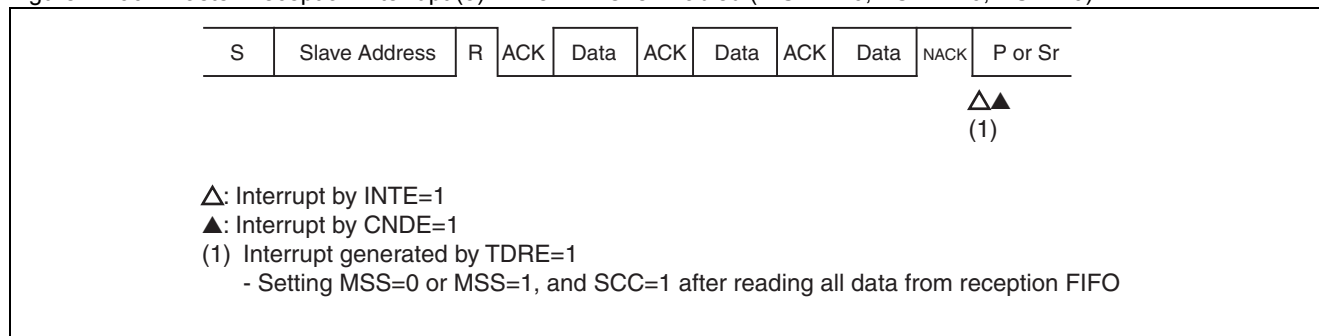 S Slave Address R ACK Data ACK Data ACK Data NACK P or Sr
△▲
(1)
△: Interrupt by INTE=1
▲: Interrupt by CNDE=1
(1) Interrupt generated by TDRE=1
- Setting MSS=0 or MSS=1, and SCC=1 after reading all data from reception FIFO